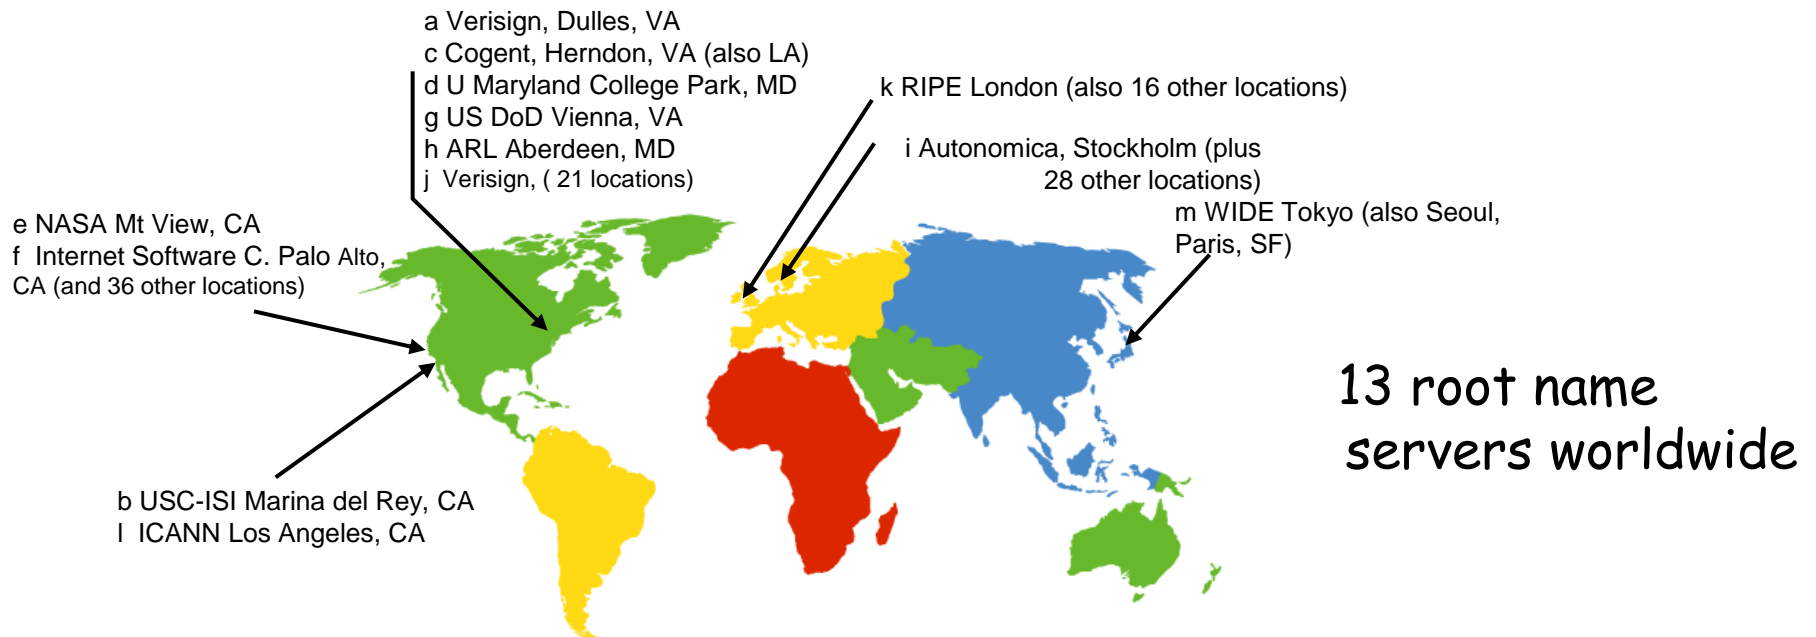 a Verisign, Dulles, VA
c Cogent, Herndon, VA (also LA)
d U Maryland College Park, MD
g US DoD Vienna, VA
h ARL Aberdeen, MD
j Verisign, ( 21 locations)
k RIPE London (also 16 other locations)
i Autonomica, Stockholm (plus
28 other locations)
m WIDE Tokyo (also Seoul,
Paris, SF)
e NASA Mt View, CA
f Internet Software C. Palo Alto,
CA (and 36 other locations)
13 root name
servers worldwide
b USC-ISI Marina del Rey, CA
l ICANN Los Angeles, CA